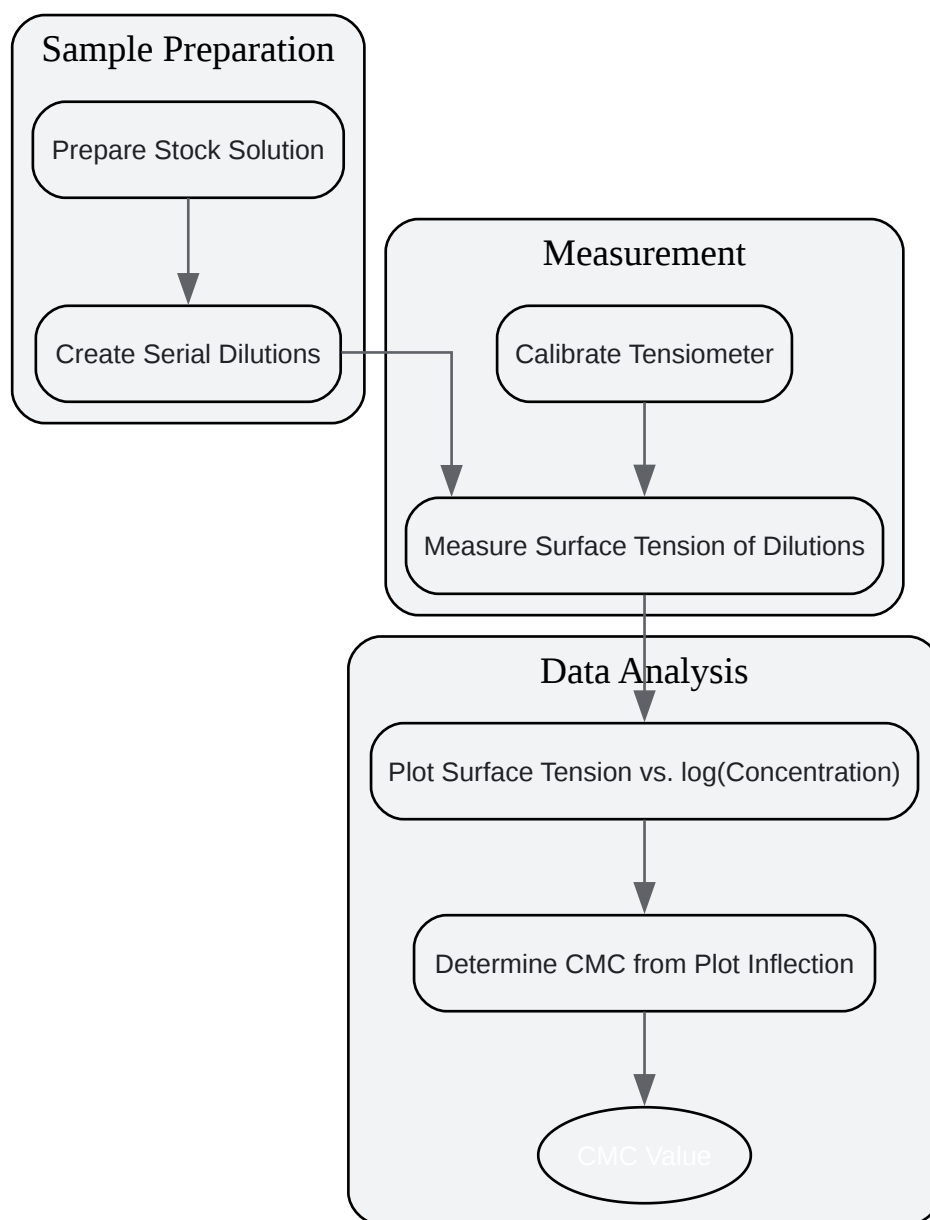 Sample Preparation
Prepare Stock Solution
Create Serial Dilutions
Measurement
Calibrate Tensiometer
Measure Surface Tension of Dilutions
Data Analysis
Plot Surface Tension vs. log(Concentration)
Determine CMC from Plot Inflection
CMC Value